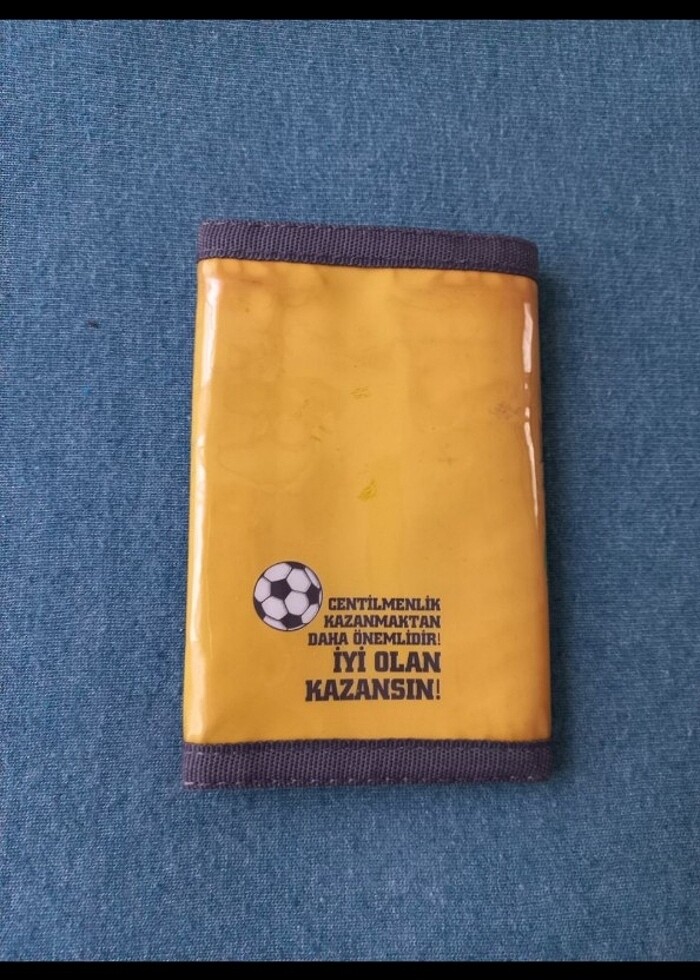 CENTİLMENLİK
KAZANMAKTAN
DAHA ÖNEMLİDİR!
İYİ OLAN
KAZANSIN!